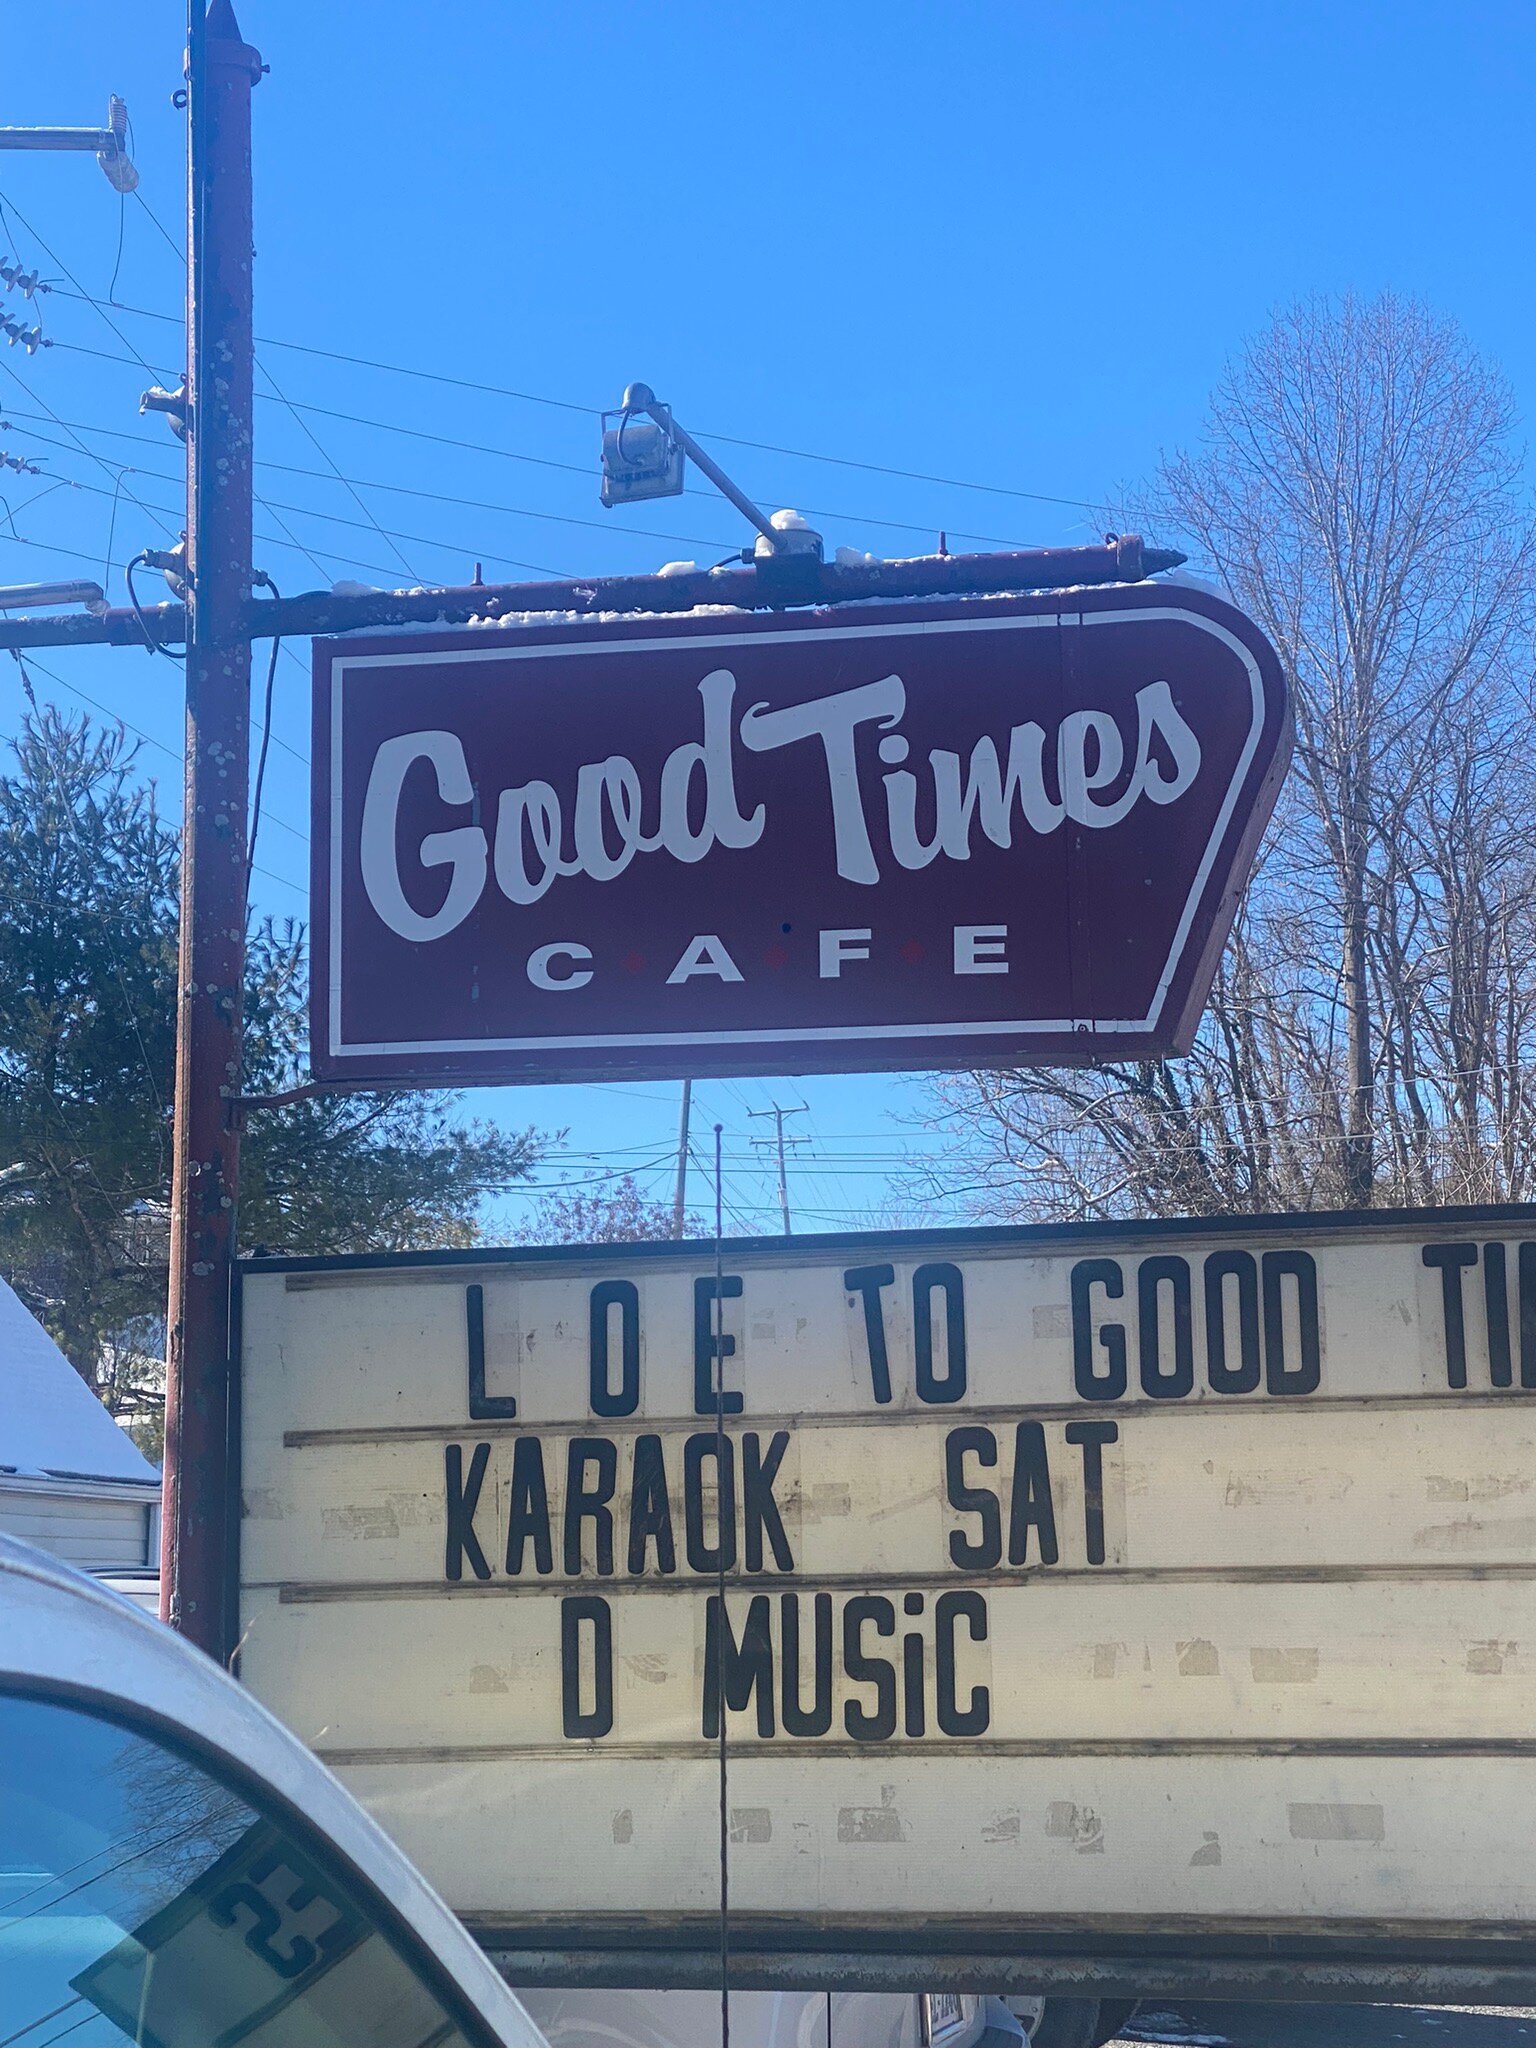 Good Times
CAFE
L O E TO GOOD TI
KARAOK SAT
D MUSiC